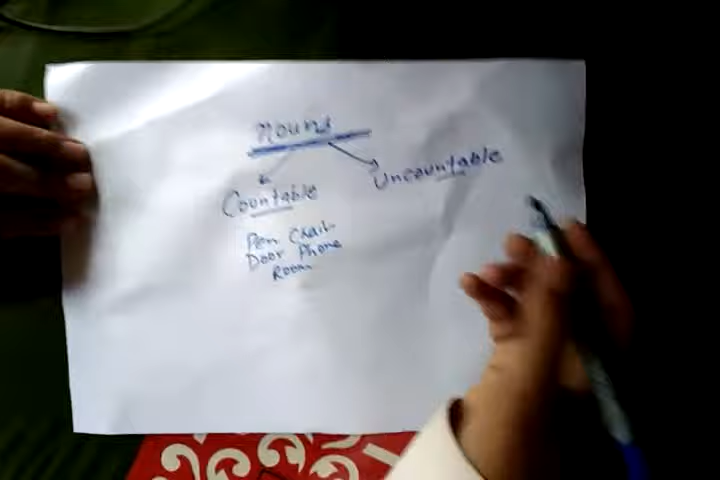 Nouns
Countable
Uncountable
Pen Chair
Door Phone
Room